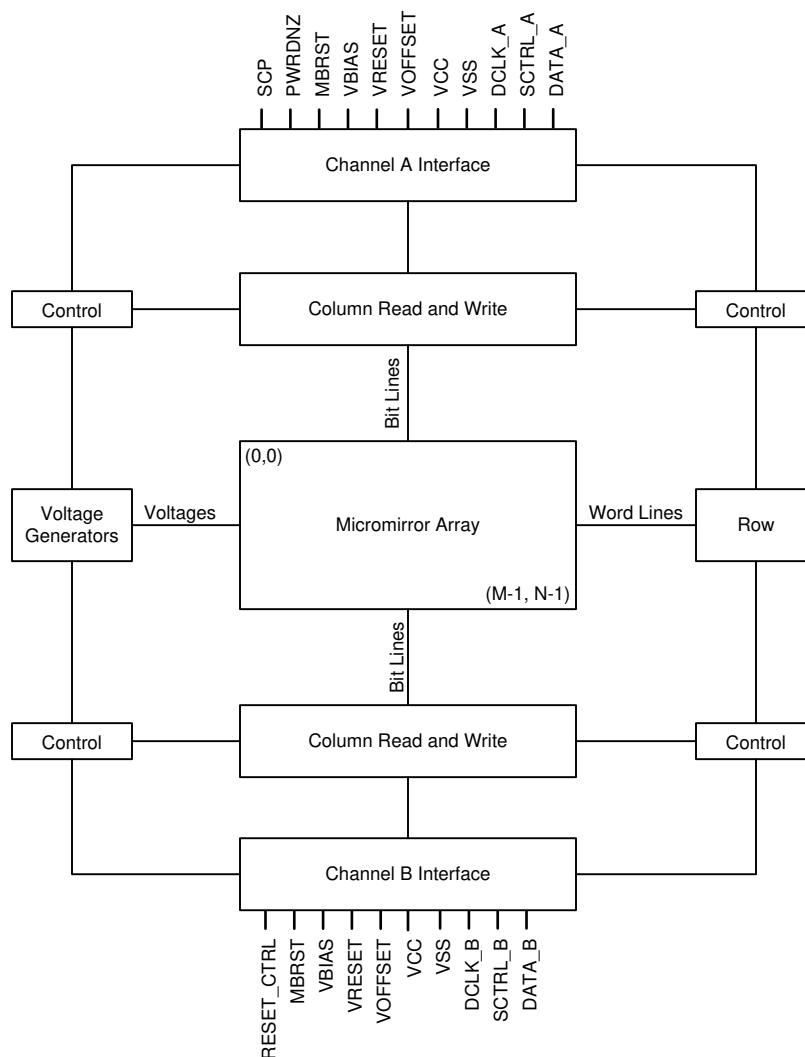 SCP
PWRDNZ
MBRST
VBIAS
VRESET
VOFFSET
VCC
VSS
DCLK_A
SCTRL_A
DATA_A
Channel A Interface
Control
Column Read and Write
Control
Bit Lines
(0,0)
Voltage
Generators
Voltages
Micromirror Array
Word Lines
Row
(M-1, N-1)
Bit Lines
Control
Column Read and Write
Control
Channel B Interface
RESET_CTRL
MBRST
VBIAS
VRESET
VOFFSET
VCC
VSS
DCLK_B
SCTRL_B
DATA_B